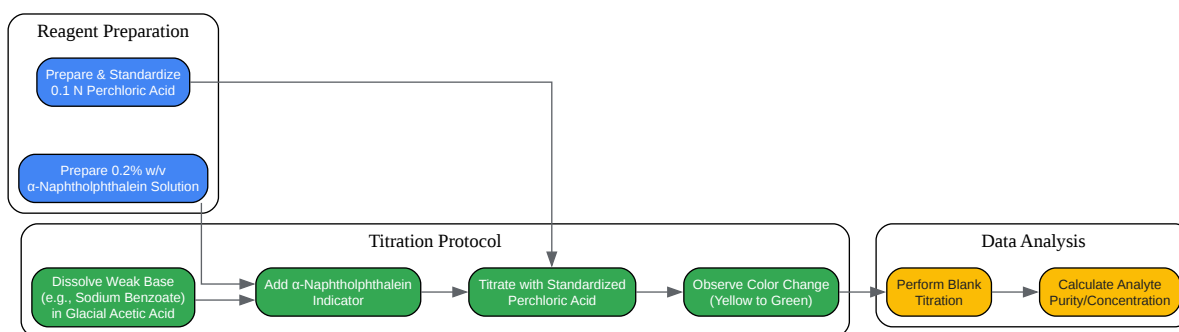 Reagent Preparation
Prepare & Standardize
0.1 N Perchloric Acid
Prepare 0.2% w/v
α-Naphtholphthalein Solution
Titration Protocol
Dissolve Weak Base
(e.g., Sodium Benzoate)
in Glacial Acetic Acid
Add α-Naphtholphthalein
Indicator
Titrate with Standardized
Perchloric Acid
Observe Color Change
(Yellow to Green)
Data Analysis
Perform Blank
Titration
Calculate Analyte
Purity/Concentration